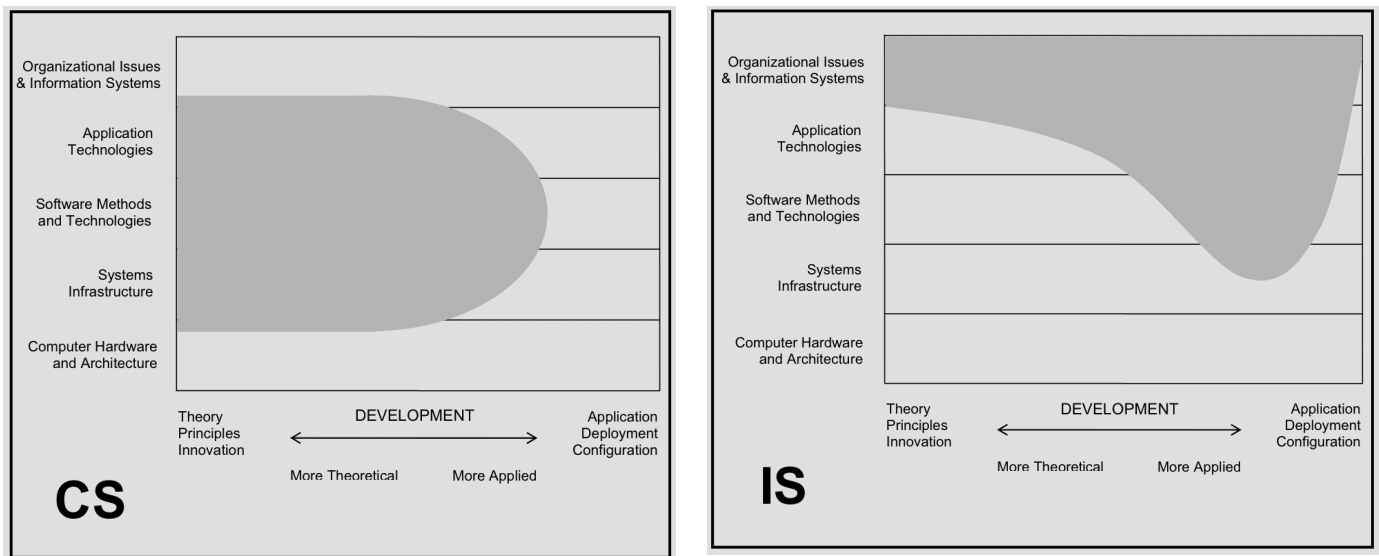 Organizational Issues
& Information Systems
Application
Technologies
Software Methods
and Technologies
Systems
Infrastructure
Computer Hardware
and Architecture
Theory
Principles
Innovation
DEVELOPMENT
Application
Deployment
Configuration
More Theoretical
More Applied
CS
Organizational Issues
& Information Systems
Application
Technologies
Software Methods
and Technologies
Systems
Infrastructure
Computer Hardware
and Architecture
Theory
Principles
Innovation
DEVELOPMENT
Application
Deployment
Configuration
More Theoretical
More Applied
IS